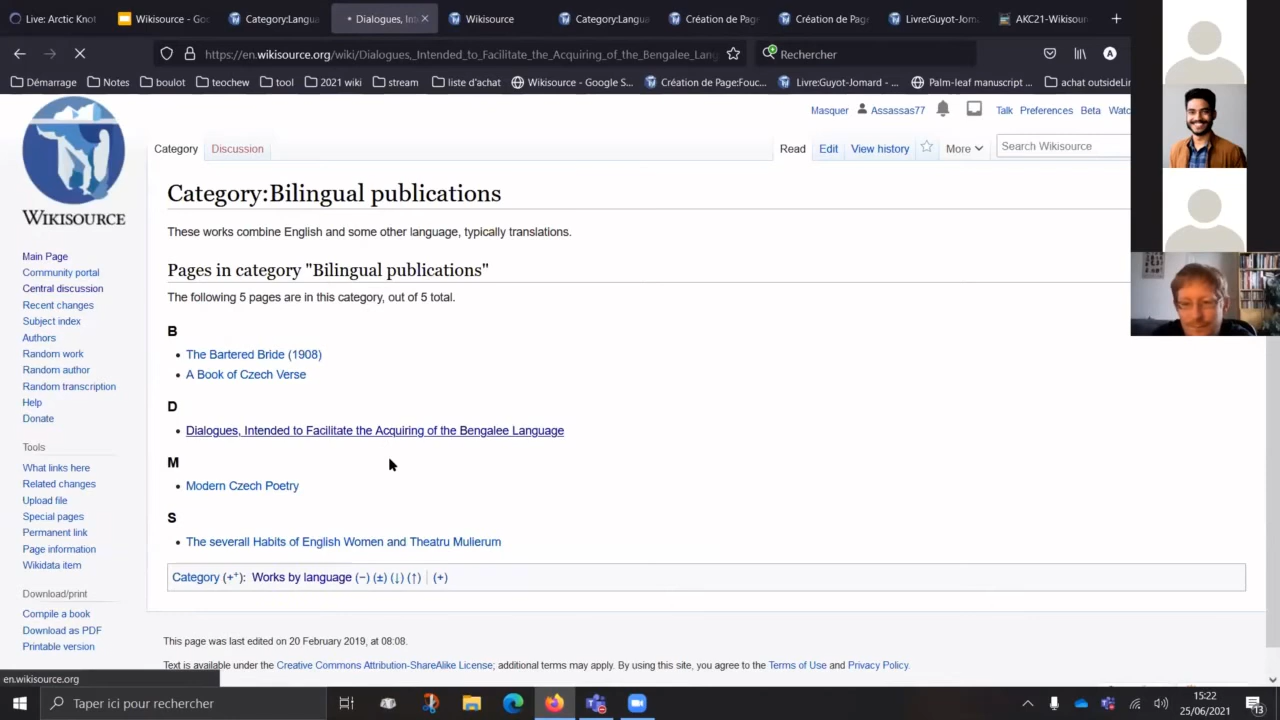 Live: Arctic Knot
Wikisource - Goo
Category:Langua
Dialogues, Inte
Wikisource
Category:Langua
Création de Page
Création de Page
Livre:Guyot-Jomard
AKC21-Wikisour
https://en.wikisource.org/wiki/Dialogues,_Intended_to_Facilitate_the_Acquiring_of_the_Bengalee_Lang
Rechercher
A
Démarrage
Notes
boulot
teochew
tool
2021 wiki
stream
liste d'achat
Wikisource - Google S...
Création de Page:Fouc...
Livre:Guyot-Jomard - ...
Palm-leaf manuscript ...
achat outsideLin
Masquer
Assassas77
Talk
Preferences
Beta
Watc
WIKISOURCE
Category
Discussion
Read
Edit
View history
More
Search Wikisource
Category:Bilingual publications
These works combine English and some other language, typically translations.
Pages in category "Bilingual publications"
The following 5 pages are in this category, out of 5 total.
B
The Bartered Bride (1908)
A Book of Czech Verse
D
Dialogues, Intended to Facilitate the Acquiring of the Bengalee Language
M
Modern Czech Poetry
S
The severall Habits of English Women and Theatru Mulierum
Category (+⁺): Works by language (−) (±) (↓) (↑) (+)
This page was last edited on 20 February 2019, at 08:08.
Text is available under the Creative Commons Attribution-ShareAlike License; additional terms may apply. By using this site, you agree to the Terms of Use and Privacy Policy.
Main Page
Community portal
Central discussion
Recent changes
Subject index
Authors
Random work
Random author
Random transcription
Help
Donate
Tools
What links here
Related changes
Upload file
Special pages
Permanent link
Page information
Wikidata item
Download/print
Compile a book
Download as PDF
Printable version
en.wikisource.org
Taper ici pour rechercher
15:22
25/06/2021
13